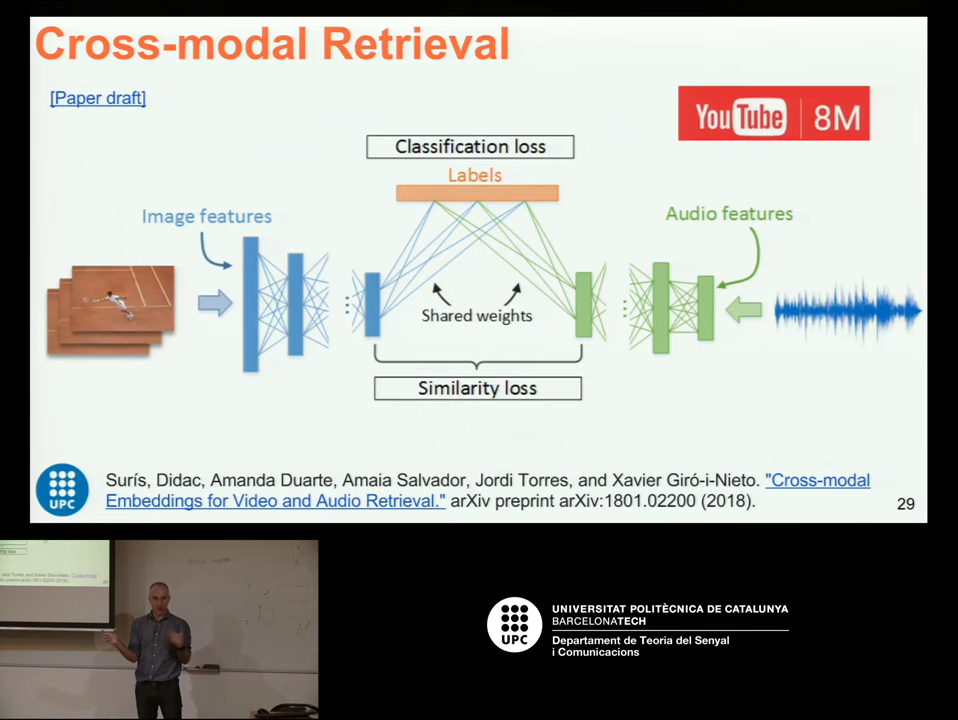 Cross-modal Retrieval
[Paper draft]
YouTube 8M
Classification loss
Labels
Image features
Audio features
Shared weights
Similarity loss
UPC
Surís, Didac, Amanda Duarte, Amaia Salvador, Jordi Torres, and Xavier Giró-i-Nieto. "Cross-modal
Embeddings for Video and Audio Retrieval." arXiv preprint arXiv:1801.02200 (2018).
29
UPC
UNIVERSITAT POLITÈCNICA DE CATALUNYA
BARCELONATECH
Departament de Teoria del Senyal
i Comunicacions